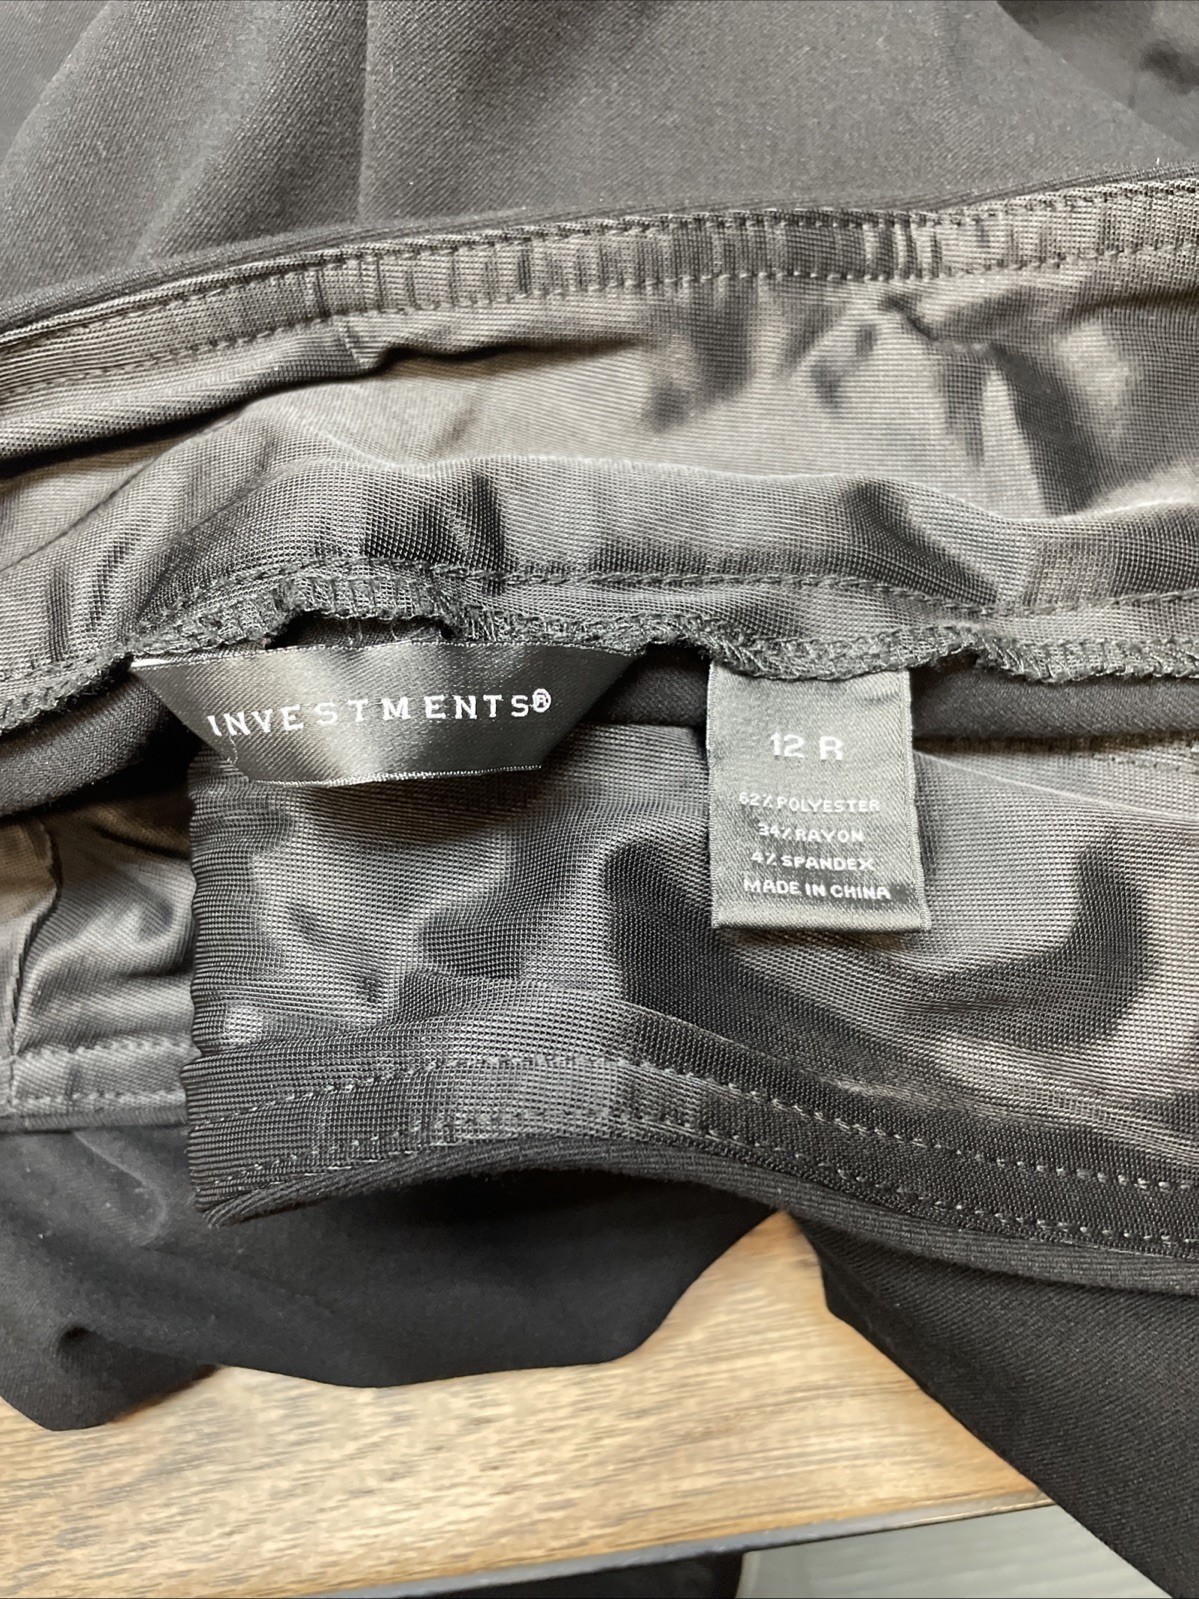 INVESTMENTS®
12 R
62% POLYESTER
34% RAYON
4% SPANDEX
MADE IN CHINA